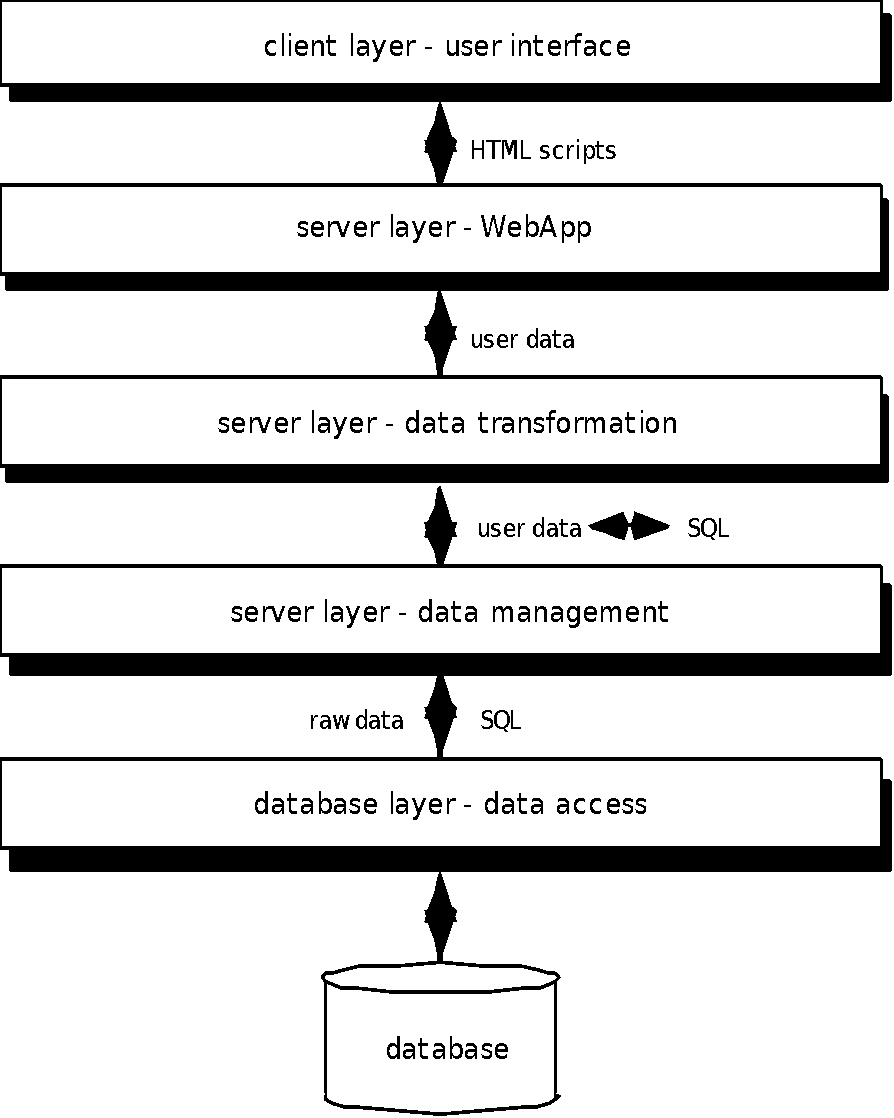 client layer - user interface
HTML scripts
server layer - WebApp
user data
server layer - data transformation
user data SQL
server layer - data management
raw data SQL
database layer - data access
database